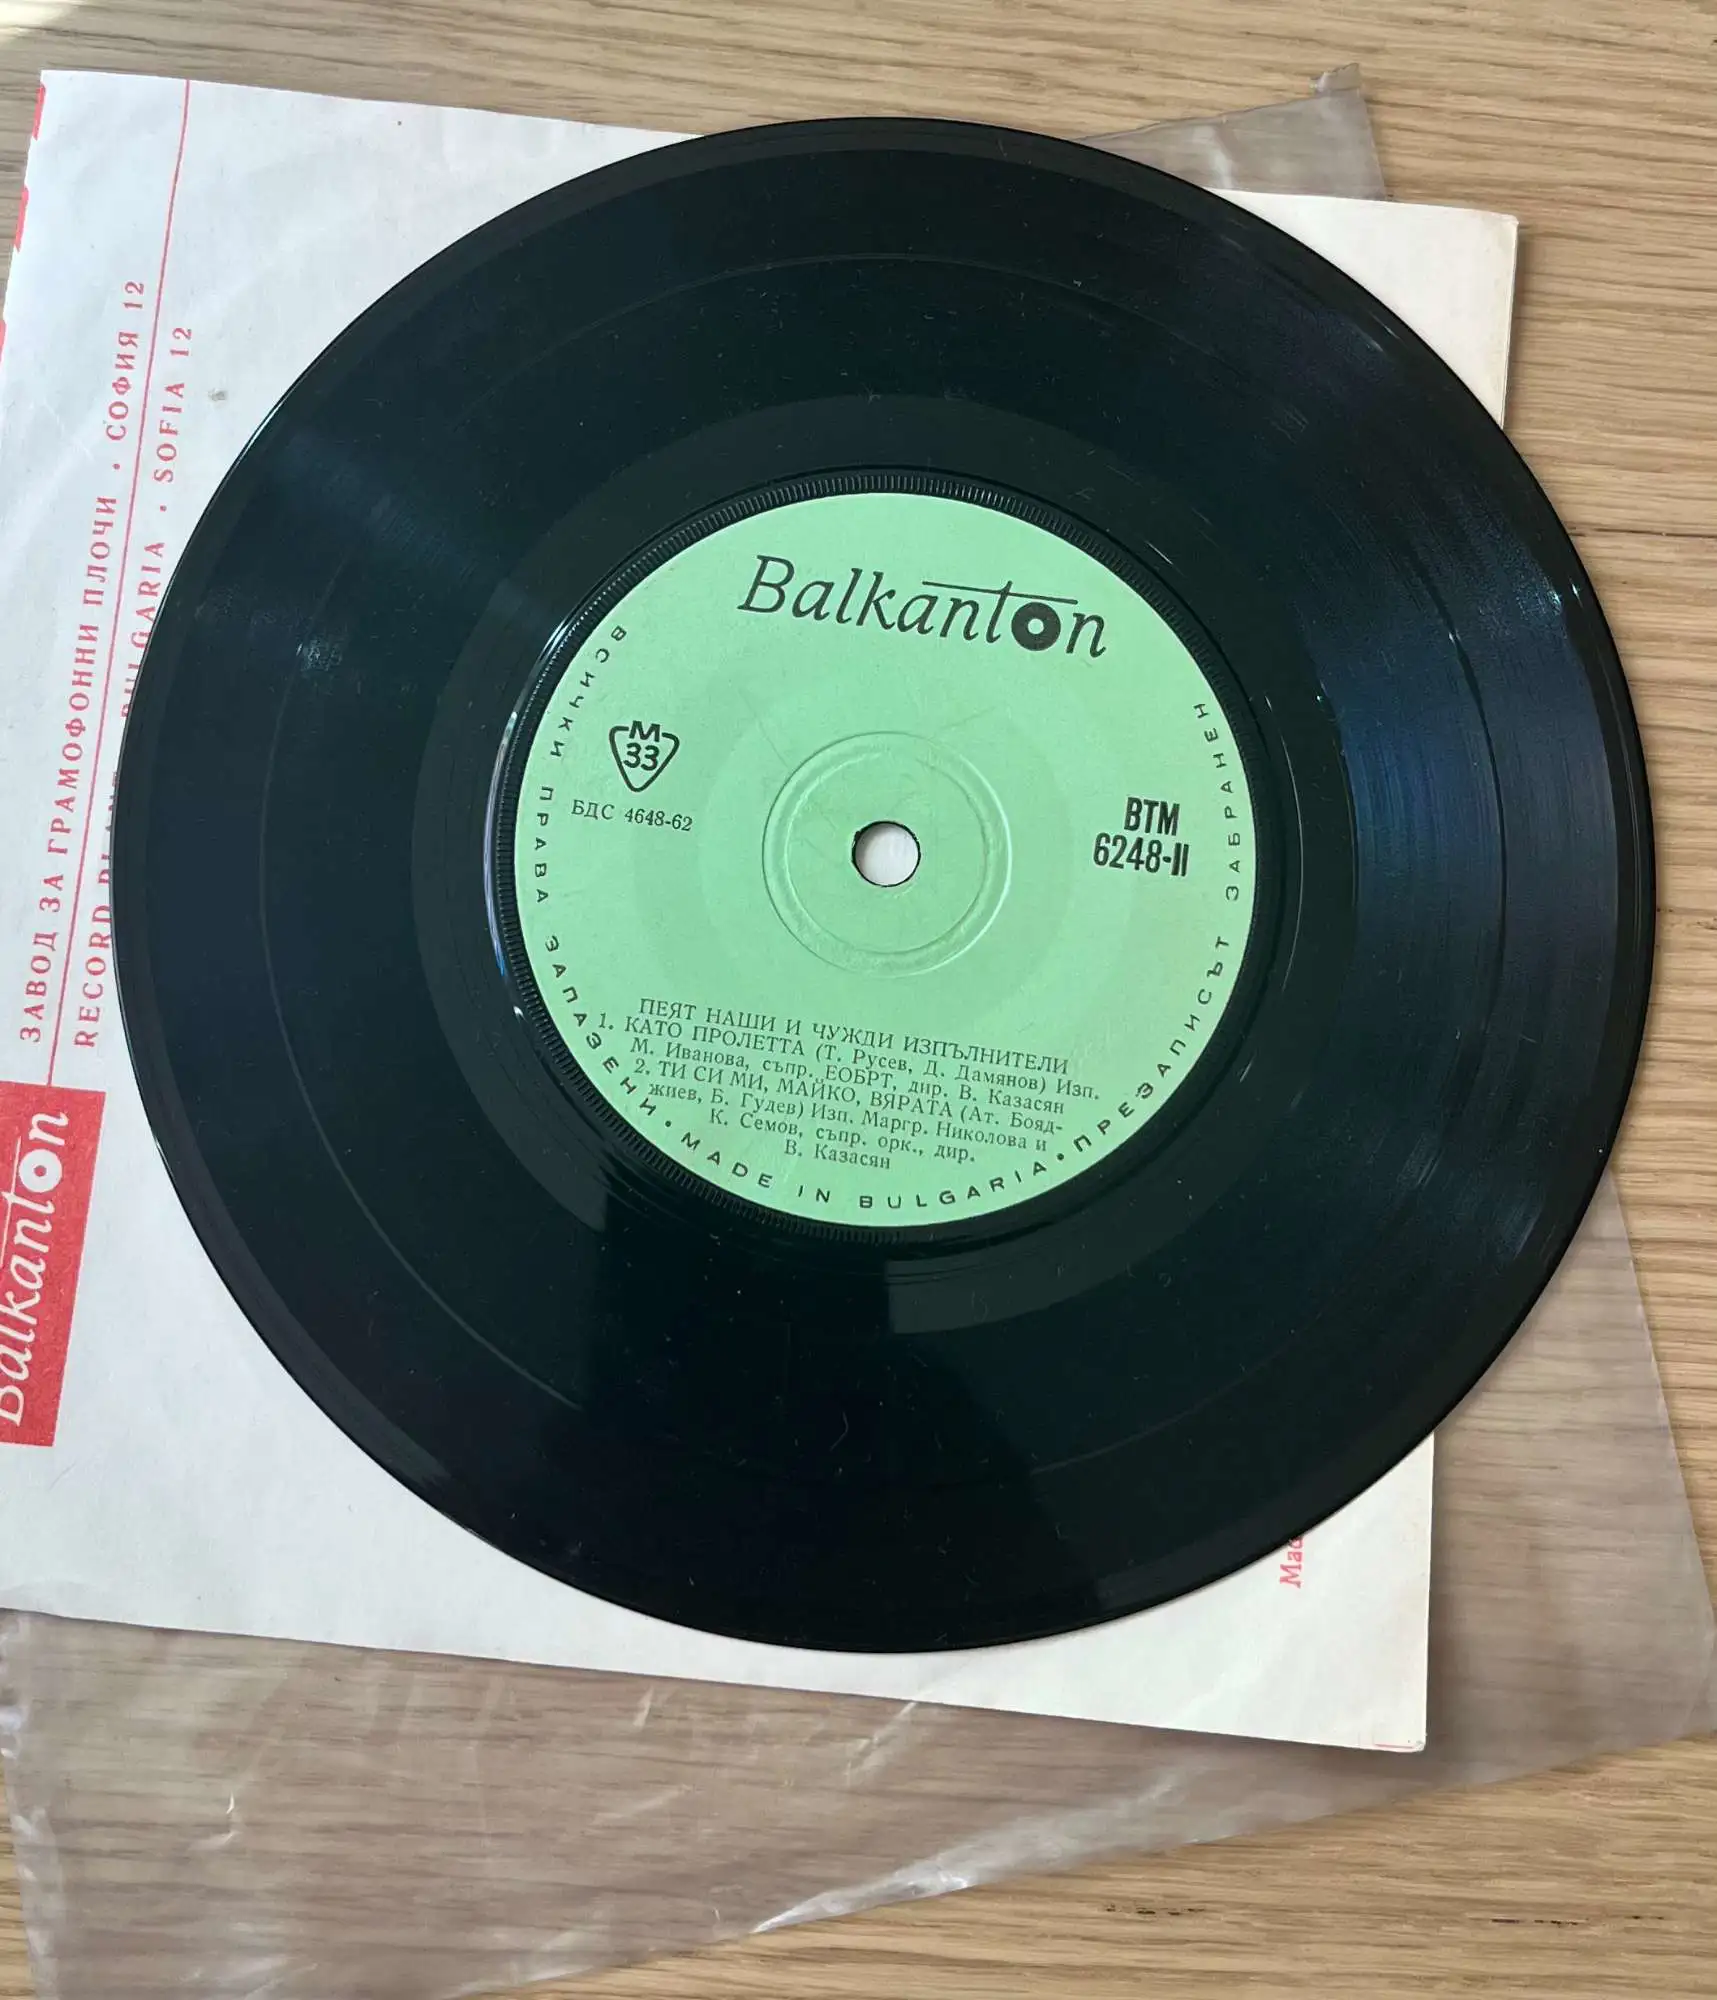 Balkanton
M
33
БДС 4648-62
ВТМ
6248-II
ПЕЯТ НАШИ И ЧУЖДИ ИЗПЪЛНИТЕЛИ
1. КАТО ПРОЛЕТТА (Т. Русев, Д. Дамянов) Изп.
М. Иванова, съпр. ЕОБРТ, дир. В. Казасян
2. ТИ СИ МИ, МАЙКО, ВЯРАТА (Ат. Бояд-
жиев, Б. Гудев) Изп. Маргр. Николова и
К. Семов, съпр. орк., дир.
В. Казасян
ВСИЧКИ ПРАВА ЗАПАЗЕНИ • MADE IN BULGARIA • ПРЕЗАПИСЪТ ЗАБРАНЕН
ЗАВОД ЗА ГРАМОФОННИ ПЛОЧИ • СОФИЯ 12
RECORD BULGARIA • SOFIA 12
Balkanton